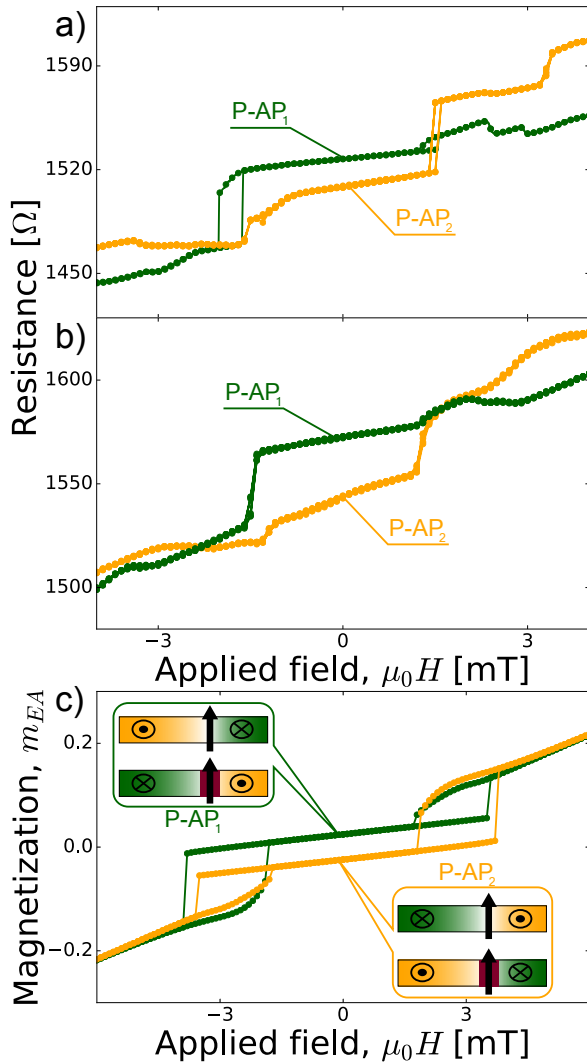 a)
1590
1520
1450
P-AP₁
P-AP₂
b)
1600
1550
1500
P-AP₁
P-AP₂
Resistance [Ω]
−3 0 3
Applied field, μ₀H [mT]
c)
0.2
0.0
−0.2
P-AP₁
P-AP₂
Magnetization, m_EA
−3 0 3
Applied field, μ₀H [mT]